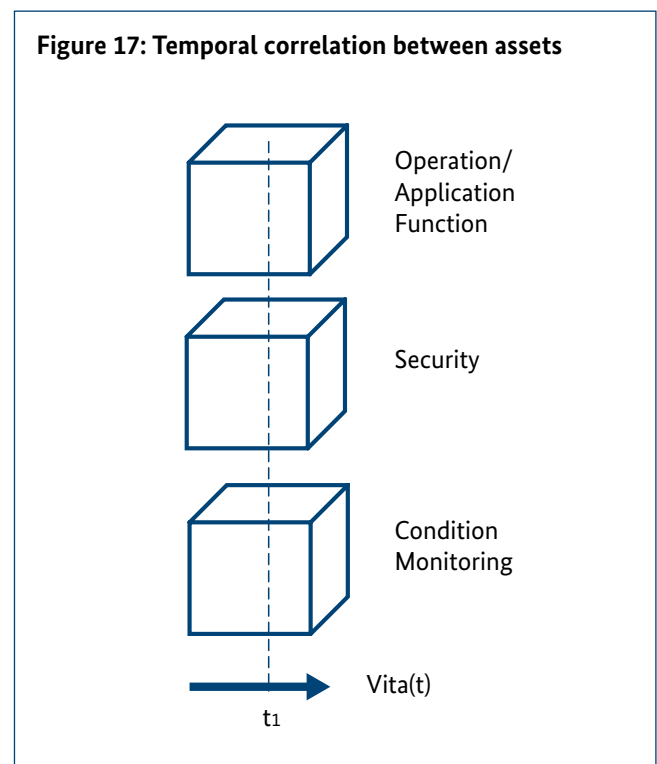 Figure 17: Temporal correlation between assets
Operation/
Application
Function
Security
Condition
Monitoring
Vita(t)
t1